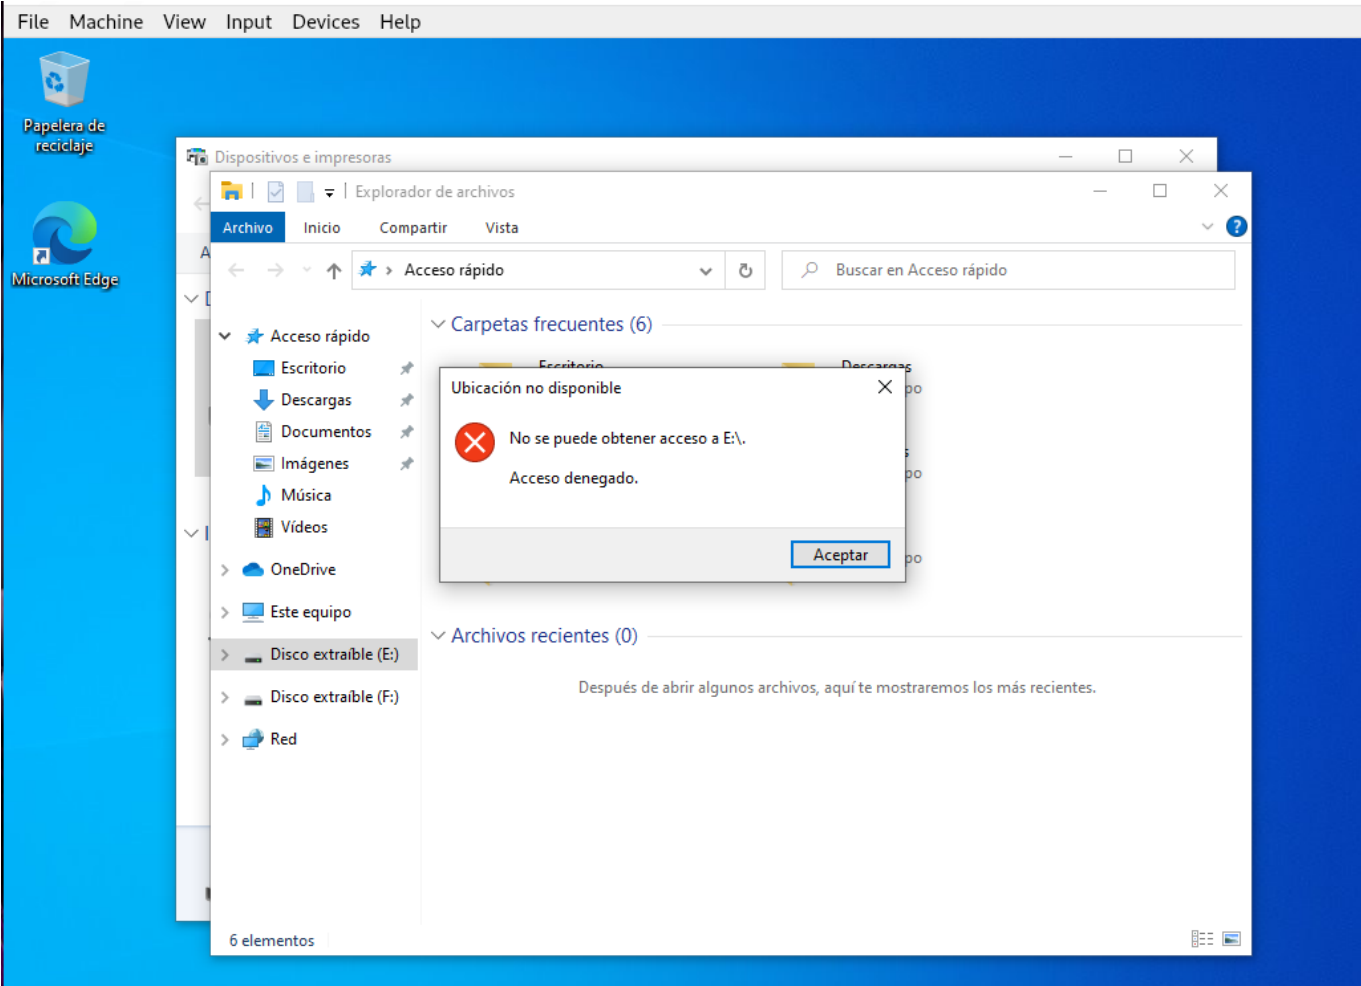 File Machine View Input Devices Help
Papelera de
reciclaje
Microsoft Edge
Dispositivos e impresoras
Explorador de archivos
Archivo Inicio Compartir Vista
Acceso rápido
Buscar en Acceso rápido
Acceso rápido
Escritorio
Descargas
Documentos
Imágenes
Música
Vídeos
OneDrive
Este equipo
Disco extraíble (E:)
Disco extraíble (F:)
Red
Carpetas frecuentes (6)
Escritorio
Descargas
Ubicación no disponible
No se puede obtener acceso a E:\.
Acceso denegado.
Aceptar
Archivos recientes (0)
Después de abrir algunos archivos, aquí te mostraremos los más recientes.
6 elementos